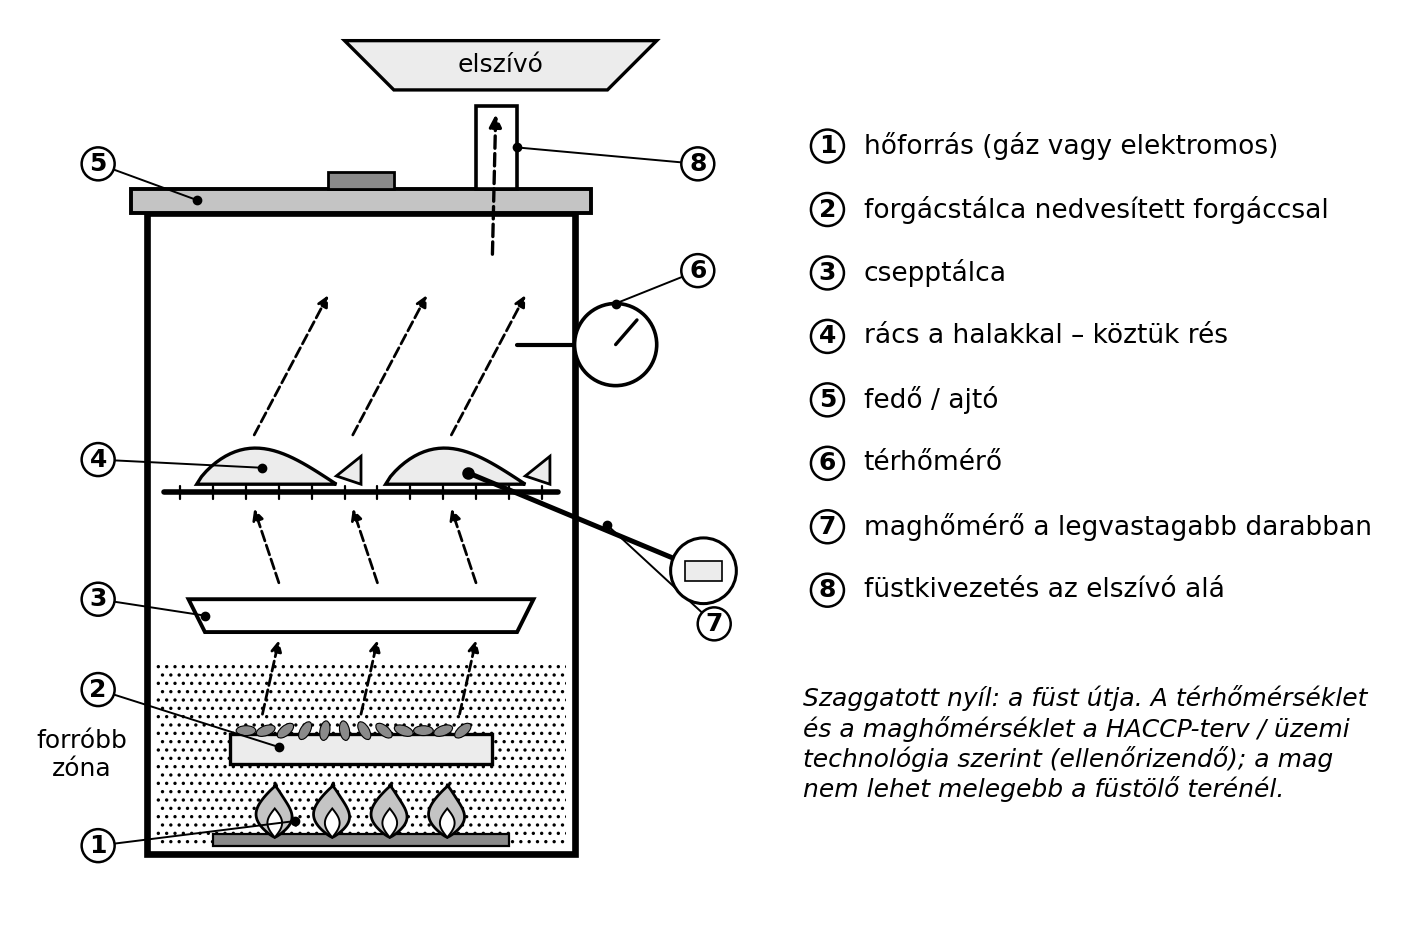 elszívó
5
8
6
4
3
7
2
forróbb
zóna
1
1 hőforrás (gáz vagy elektromos)
2 forgácstálca nedvesített forgáccsal
3 csepptálca
4 rács a halakkal – köztük rés
5 fedő / ajtó
6 térhőmérő
7 maghőmérő a legvastagabb darabban
8 füstkivezetés az elszívó alá
Szaggatott nyíl: a füst útja. A térhőmérséklet
és a maghőmérséklet a HACCP-terv / üzemi
technológia szerint (ellenőrizendő); a mag
nem lehet melegebb a füstölő terénél.